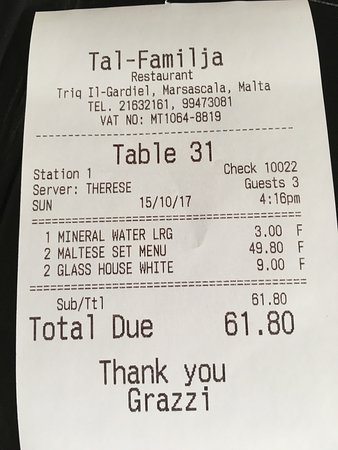 Tal-Familja
Restaurant
Triq Il-Gardiel, Marsascala, Malta
TEL. 21632161, 99473081
VAT NO: MT1064-8819
Table 31
Station 1 Check 10022
Server: THERESE Guests 3
SUN 15/10/17 4:16pm
1 MINERAL WATER LRG 3.00 F
2 MALTESE SET MENU 49.80 F
2 GLASS HOUSE WHITE 9.00 F
Sub/Ttl 61.80
Total Due 61.80
Thank you
Grazzi